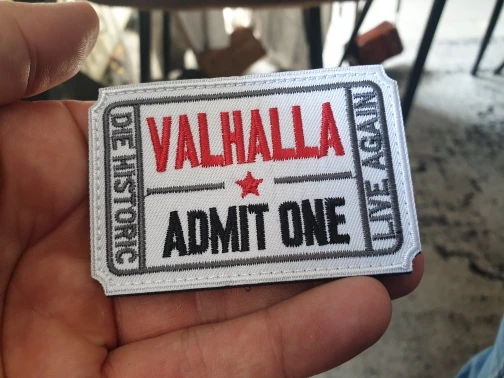 DIE HISTORIC
VALHALLA
ADMIT ONE
LIVE AGAIN